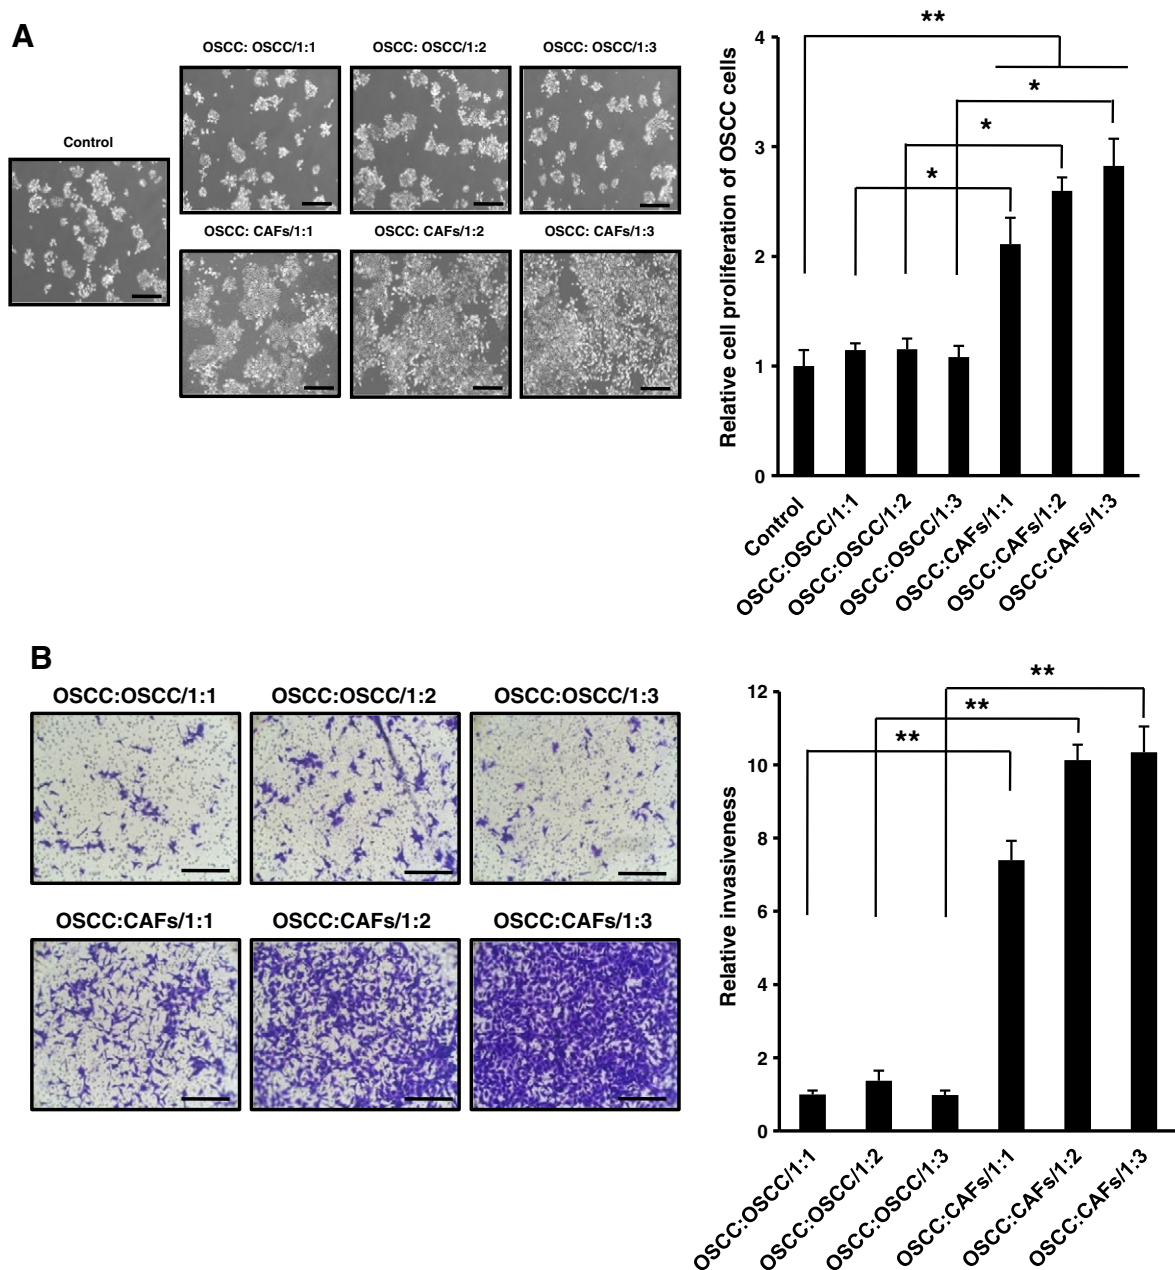 A
OSCC: OSCC/1:1
OSCC: OSCC/1:2
OSCC: OSCC/1:3
Control
OSCC: CAFs/1:1
OSCC: CAFs/1:2
OSCC: CAFs/1:3
Relative cell proliferation of OSCC cells
4
3
2
1
0
**
*
*
*
Control
OSCC:OSCC/1:1
OSCC:OSCC/1:2
OSCC:OSCC/1:3
OSCC:CAFs/1:1
OSCC:CAFs/1:2
OSCC:CAFs/1:3
B
OSCC:OSCC/1:1
OSCC:OSCC/1:2
OSCC:OSCC/1:3
OSCC:CAFs/1:1
OSCC:CAFs/1:2
OSCC:CAFs/1:3
Relative invasiveness
12
10
8
6
4
2
0
**
**
**
OSCC:OSCC/1:1
OSCC:OSCC/1:2
OSCC:OSCC/1:3
OSCC:CAFs/1:1
OSCC:CAFs/1:2
OSCC:CAFs/1:3